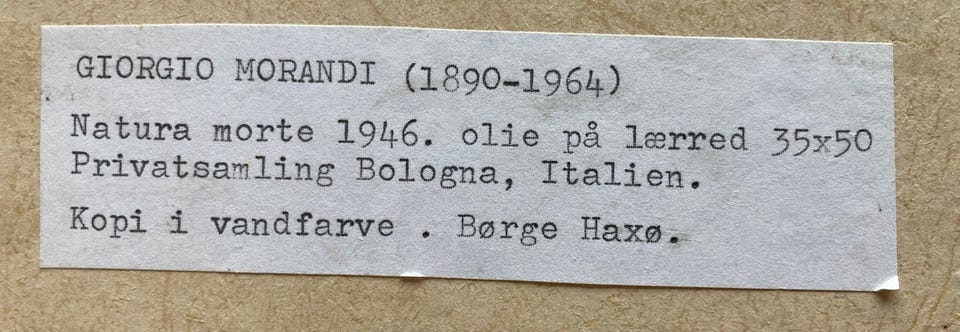 GIORGIO MORANDI (1890-1964)
Natura morte 1946. olie på lærred 35x50
Privatsamling Bologna, Italien.
Kopi i vandfarve . Børge Haxø.